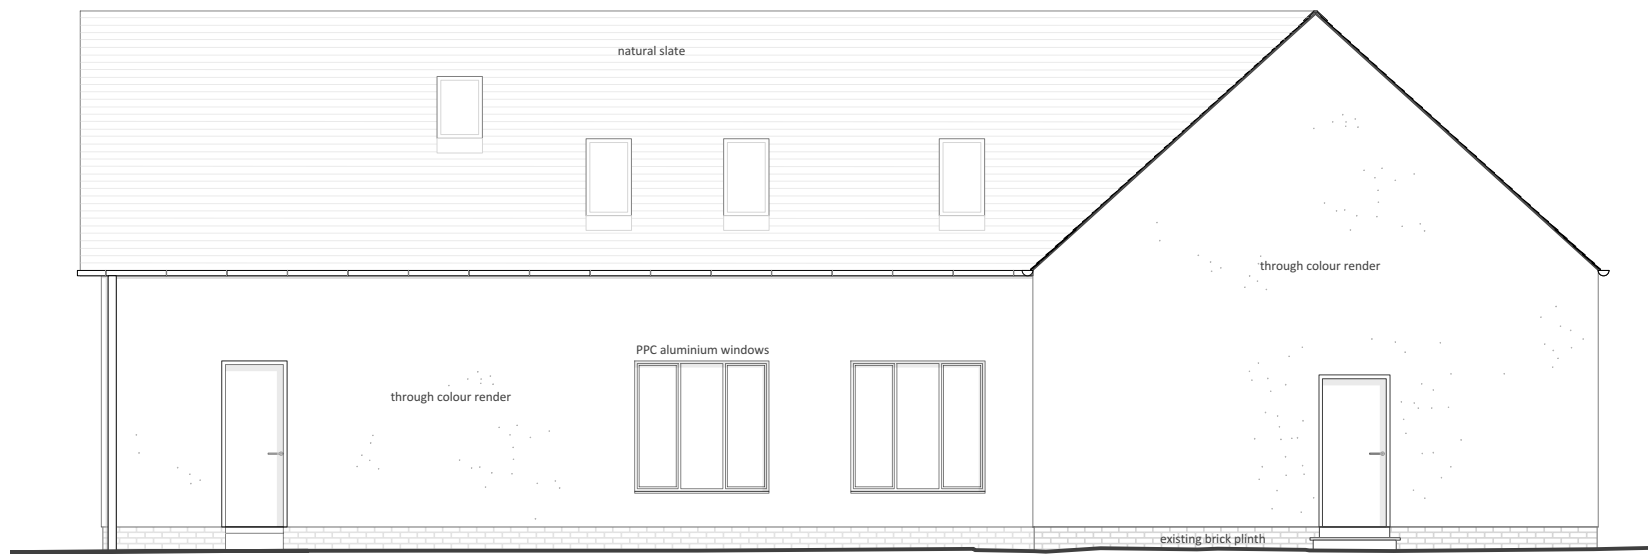 natural slate
through colour render
PPC aluminium windows
through colour render
existing brick plinth